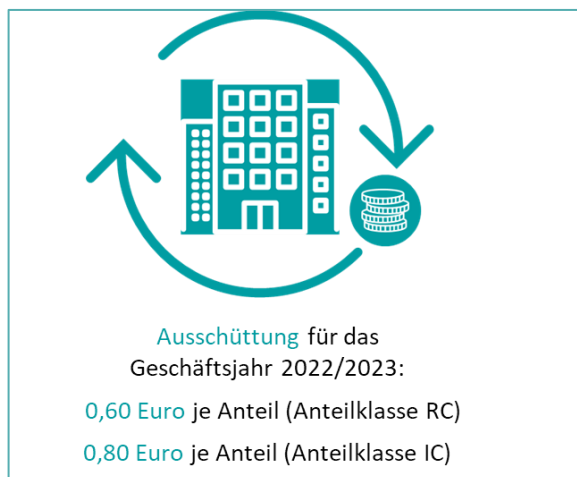 Ausschüttung für das
Geschäftsjahr 2022/2023:
0,60 Euro je Anteil (Anteilklasse RC)
0,80 Euro je Anteil (Anteilklasse IC)